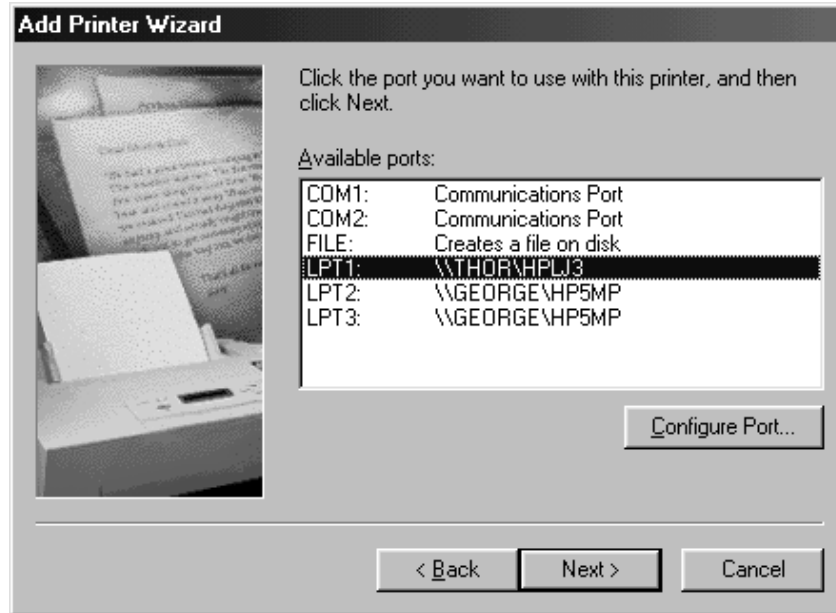 Add Printer Wizard
Click the port you want to use with this printer, and then
click Next.
Available ports:
COM1: Communications Port
COM2: Communications Port
FILE: Creates a file on disk
LPT1: \\THOR\HPLJ3
LPT2: \\GEORGE\HP5MP
LPT3: \\GEORGE\HP5MP
Configure Port...
< Back
Next >
Cancel